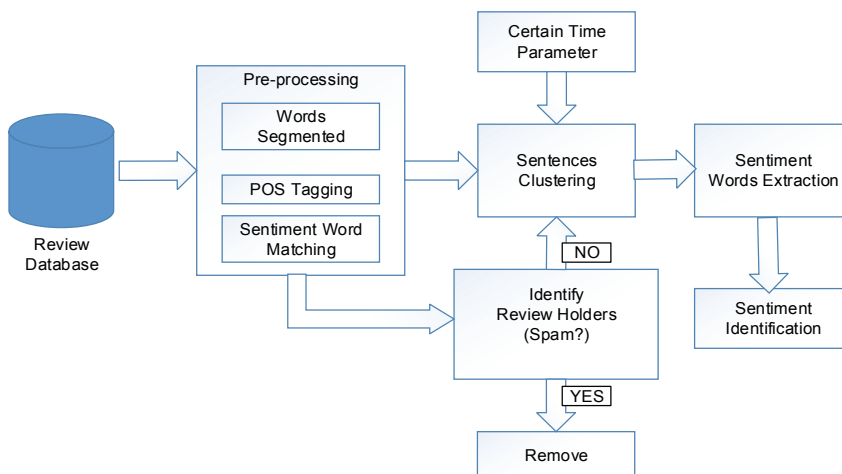 Certain Time
Parameter
Pre-processing
Words
Segmented
POS Tagging
Sentiment Word
Matching
Review
Database
Sentences
Clustering
Sentiment
Words Extraction
NO
Identify
Review Holders
(Spam?)
Sentiment
Identification
YES
Remove